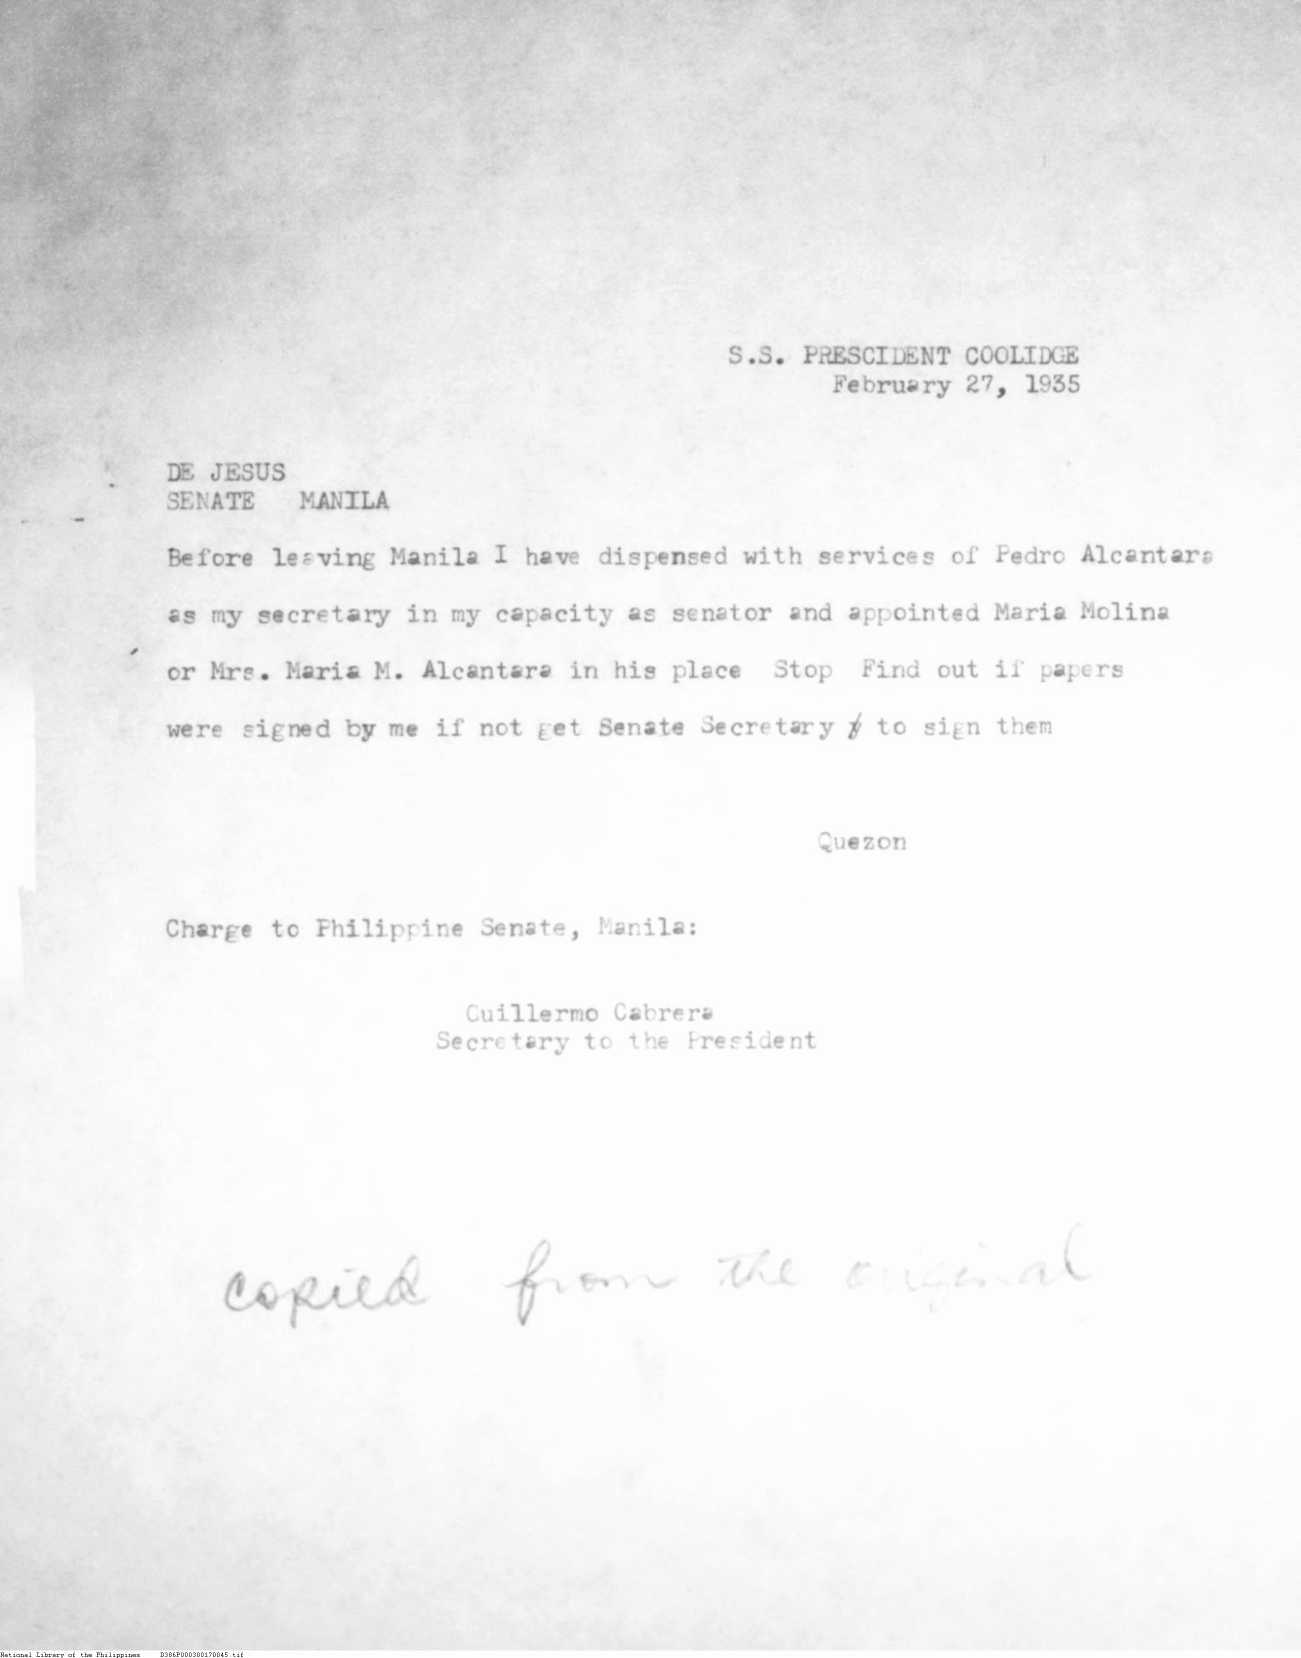 S.S. PRESCIDENT COOLIDGE
February 27, 1935
DE JESUS
SENATE MANILA
Before leaving Manila I have dispensed with services of Pedro Alcantara
as my secretary in my capacity as senator and appointed Maria Molina
or Mrs. Maria M. Alcantara in his place Stop Find out if papers
were signed by me if not get Senate Secretary to sign them
Quezon
Charge to Philippine Senate, Manila:
Guillermo Cabrera
Secretary to the President
copied from the original
National Library of the Philippines D386P000300170045.tif